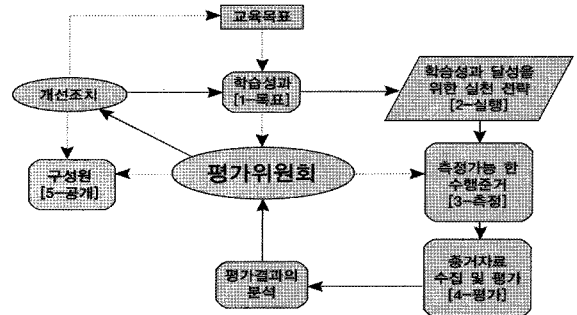 교육목표
학습성과
[1-목표]
학습성과 달성을
위한 실천 전략
[2-실행]
개선조치
구성원
[5-공개]
평가위원회
측정가능 한
수행준거
[3-측정]
증거자료
수집 및 평가
[4-평가]
평가결과의
분석